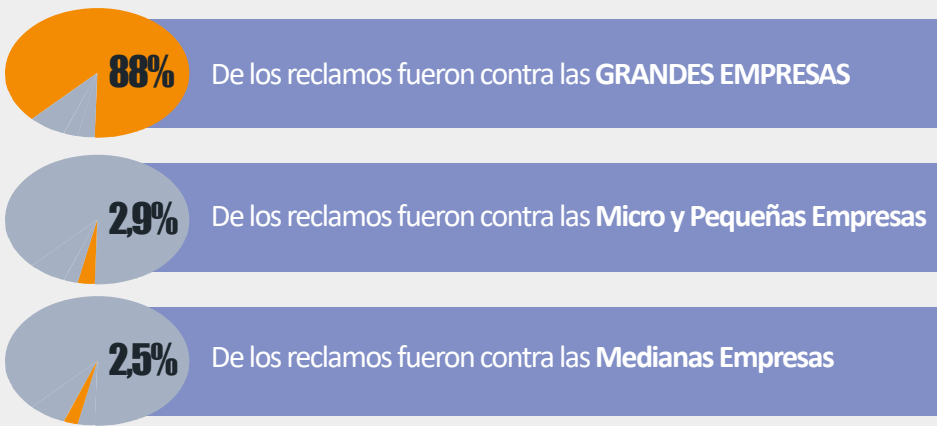 88% De los reclamos fueron contra las GRANDES EMPRESAS
2,9% De los reclamos fueron contra las Micro y Pequeñas Empresas
2,5% De los reclamos fueron contra las Medianas Empresas